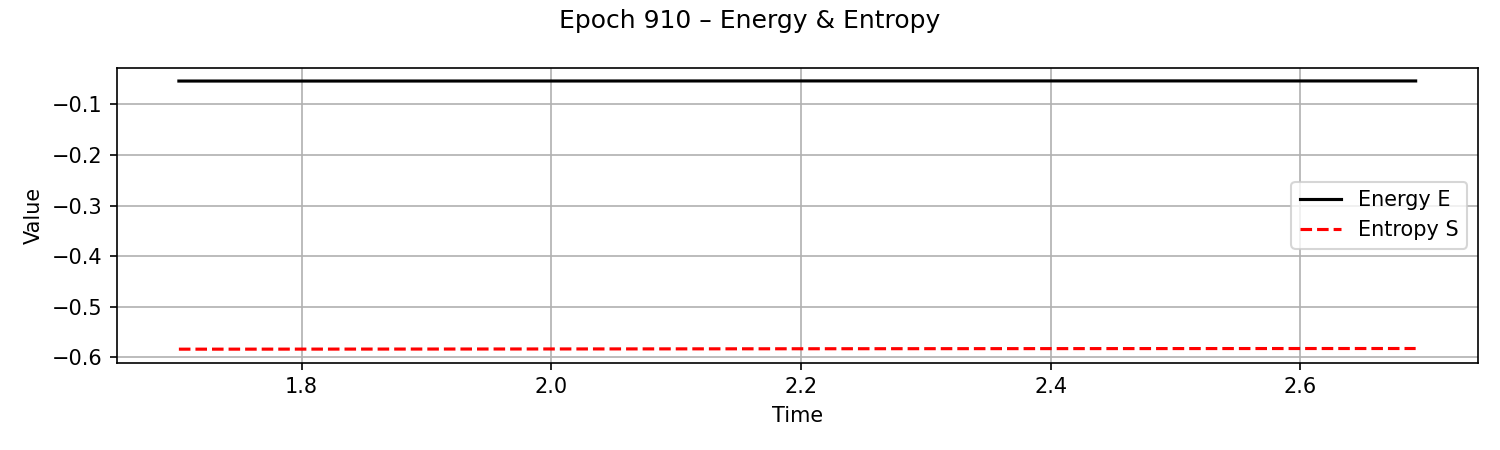 Epoch 910 – Energy & Entropy
Value
−0.1
−0.2
−0.3
−0.4
−0.5
−0.6
Energy E
Entropy S
1.8 2.0 2.2 2.4 2.6
Time